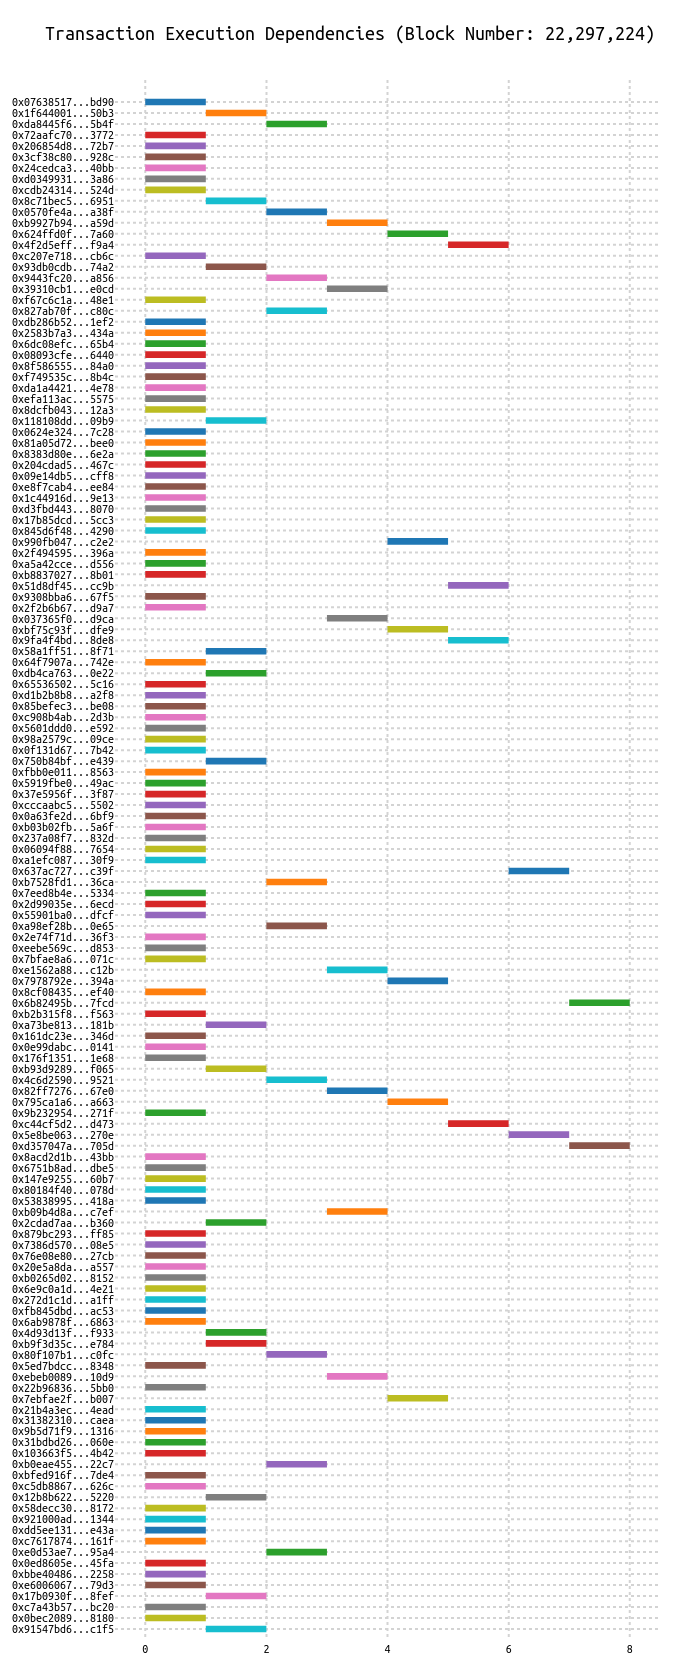 Transaction Execution Dependencies (Block Number: 22,297,224)
0x07638517...bd90
0x1f644001...50b3
0xda8445f6...5b4f
0x72aafc70...3772
0x206854d8...72b7
0x3cf38c80...928c
0x24cedca3...40bb
0xd0349931...3a86
0xcdb24314...524d
0x8c71bec5...6951
0x0570fe4a...a38f
0xb9927b94...a59d
0x624ffd0f...7a60
0x4f2d5eff...f9a4
0xc207e718...cb6c
0x93db0cdb...74a2
0x9443fc20...a856
0x39310cb1...e0cd
0xf67c6c1a...48e1
0x827ab70f...c80c
0xdb286b52...1ef2
0x2583b7a3...434a
0x6dc08efc...65b4
0x08093cfe...6440
0x8f586555...84a0
0xf749535c...8b4c
0xda1a4421...4e78
0xefa113ac...5575
0x8dcfb043...12a3
0x118108dd...09b9
0x0624e324...7c28
0x81a05d72...bee0
0x8383d80e...6e2a
0x204cdad5...467c
0x09e14db5...cff8
0xe8f7cab4...ee84
0x1c44916d...9e13
0xd3fbd443...8070
0x17b85dcd...5cc3
0x845d6f48...4290
0x990fb047...c2e2
0x2f494595...396a
0xa5a42cce...d556
0xb8837027...8b01
0x51d8df45...cc9b
0x9308bba6...67f5
0x2f2b6b67...d9a7
0x037365f0...d9ca
0xbf75c93f...dfe9
0x9fa4f4bd...8de8
0x58a1ff51...8f71
0x64f7907a...742e
0xdb4ca763...0e22
0x65536502...5c16
0xd1b2b8b8...a2f8
0x85befec3...be08
0xc908b4ab...2d3b
0x5601ddd0...e592
0x98a2579c...09ce
0x0f131d67...7b42
0x750b84bf...e439
0xfbb0e011...8563
0x5919fbe0...49ac
0x37e5956f...3f87
0xcccaabc5...5502
0x0a63fe2d...6bf9
0xb03b02fb...5a6f
0x237a08f7...832d
0x06094f88...7654
0xa1efc087...30f9
0x637ac727...c39f
0xb7528fd1...36ca
0x7eed8b4e...5334
0x2d99035e...6ecd
0x55901ba0...dfcf
0xa98ef28b...0e65
0x2e74f71d...36f3
0xeebe569c...d853
0x7bfae8a6...071c
0xe1562a88...c12b
0x7978792e...394a
0x8cf08435...ef40
0x6b82495b...7fcd
0xb2b315f8...f563
0xa73be813...181b
0x161dc23e...346d
0x0e99dabc...0141
0x176f1351...1e68
0xb93d9289...f065
0x4c6d2590...9521
0x82ff7276...67e0
0x795ca1a6...a663
0x9b232954...271f
0xc44cf5d2...d473
0x5e8be063...270e
0xd357047a...705d
0x8acd2d1b...43bb
0x6751b8ad...dbe5
0x147e9255...60b7
0x80184f40...078d
0x53838995...418a
0xb09b4d8a...c7ef
0x2cdad7aa...b360
0x879bc293...ff85
0x7386d570...08e5
0x76e08e80...27cb
0x20e5a8da...a557
0xb0265d02...8152
0x6e9c0a1d...4e21
0x272d1c1d...a1ff
0xfb845dbd...ac53
0x6ab9878f...6863
0x4d93d13f...f933
0xb9f3d35c...e784
0x80f107b1...c0fc
0x5ed7bdcc...8348
0xebeb0089...10d9
0x22b96836...5bb0
0x7ebfae2f...b007
0x21b4a3ec...4ead
0x31382310...caea
0x9b5d71f9...1316
0x31bdbd26...060e
0x103663f5...4b42
0xb0eae455...22c7
0xbfed916f...7de4
0xc5db8867...626c
0x12b8b622...5220
0x58decc30...8172
0x921000ad...1344
0xdd5ee131...e43a
0xc7617874...161f
0xe0d53ae7...95a4
0x0ed8605e...45fa
0xbbe40486...2258
0xe6006067...79d3
0x17b0930f...8fef
0xc7a43b57...bc20
0x0bec2089...8180
0x91547bd6...c1f5
0 2 4 6 8